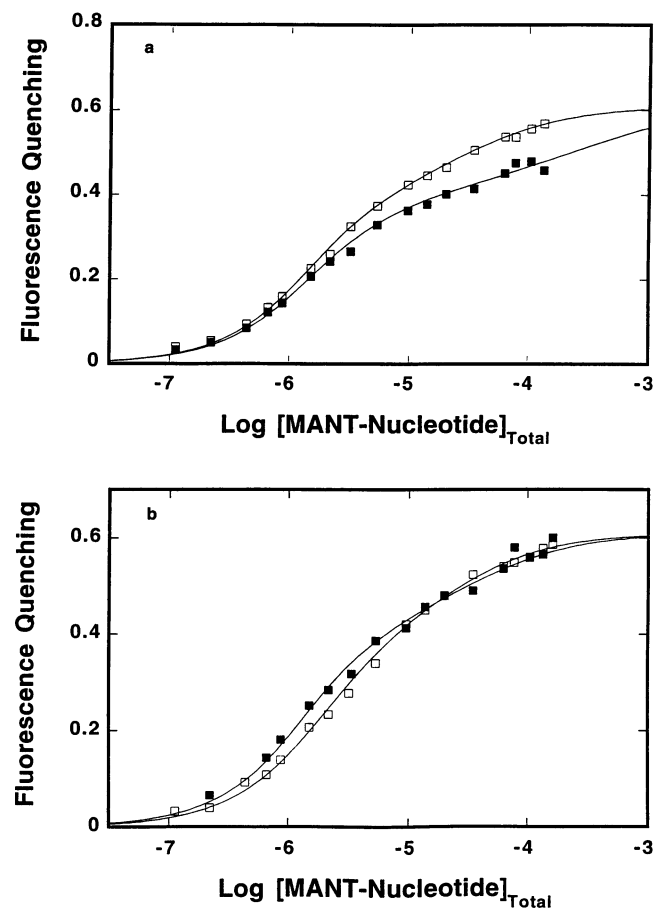 0.8
a
0.6
0.4
0.2
0
Fluorescence Quenching
-7 -6 -5 -4 -3
Log [MANT-Nucleotide]Total
b
0.6
0.4
0.2
0
Fluorescence Quenching
-7 -6 -5 -4 -3
Log [MANT-Nucleotide]Total